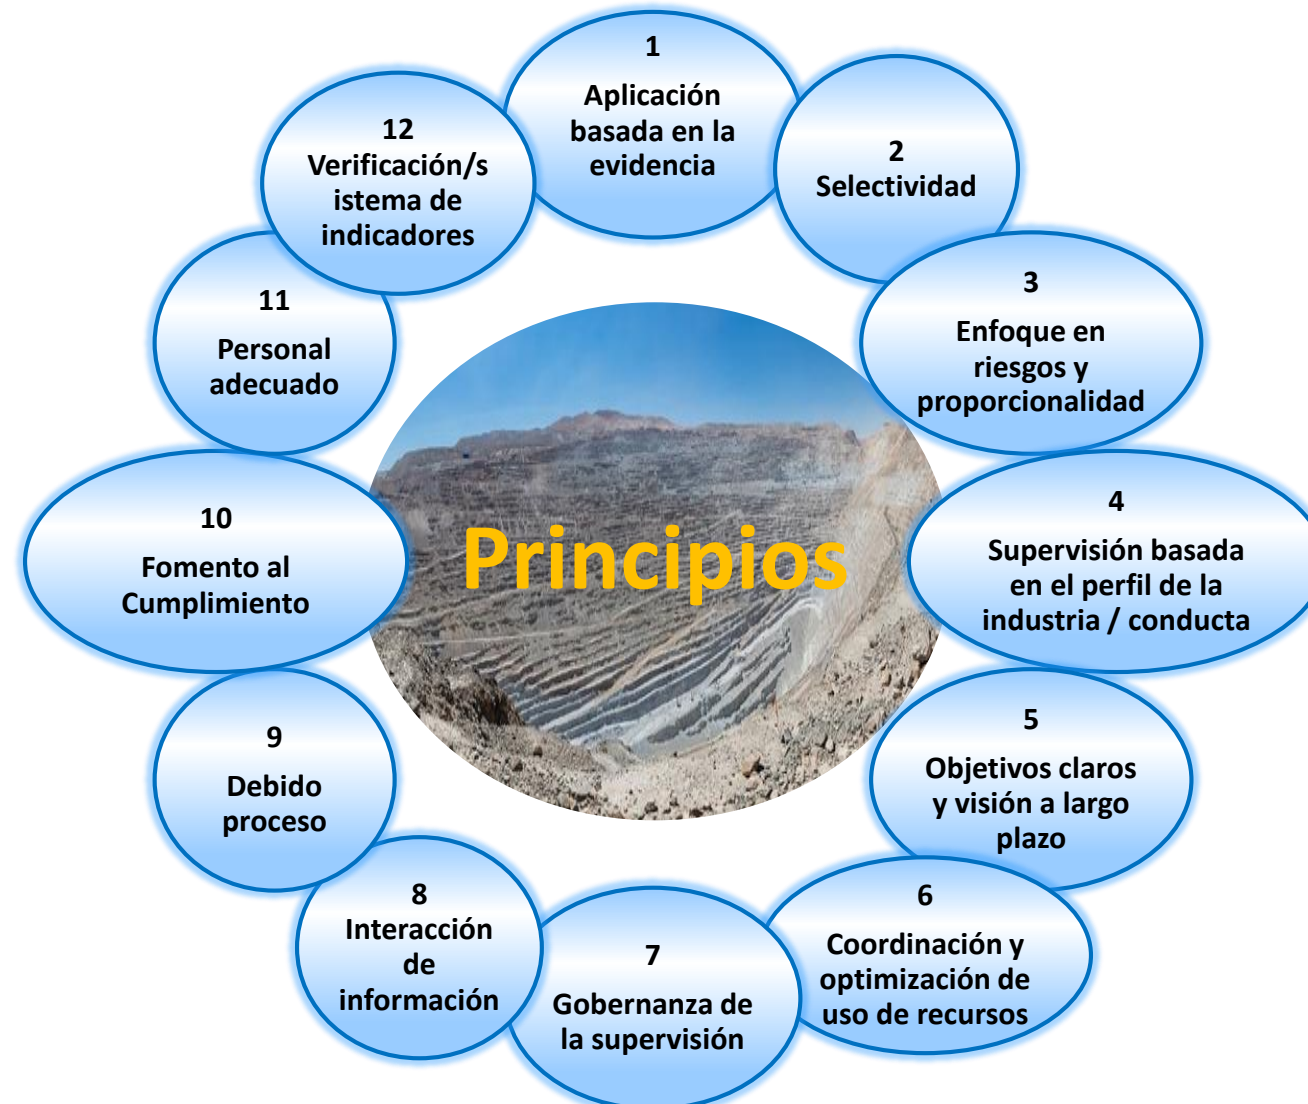 1
Aplicación
basada en la
evidencia
2
Selectividad
3
Enfoque en
riesgos y
proporcionalidad
4
Supervisión basada
en el perfil de la
industria / conducta
5
Objetivos claros
y visión a largo
plazo
6
Coordinación y
optimización de
uso de recursos
7
Gobernanza de
la supervisión
8
Interacción
de
información
9
Debido
proceso
10
Fomento al
Cumplimiento
11
Personal
adecuado
12
Verificación/s
istema de
indicadores
Principios